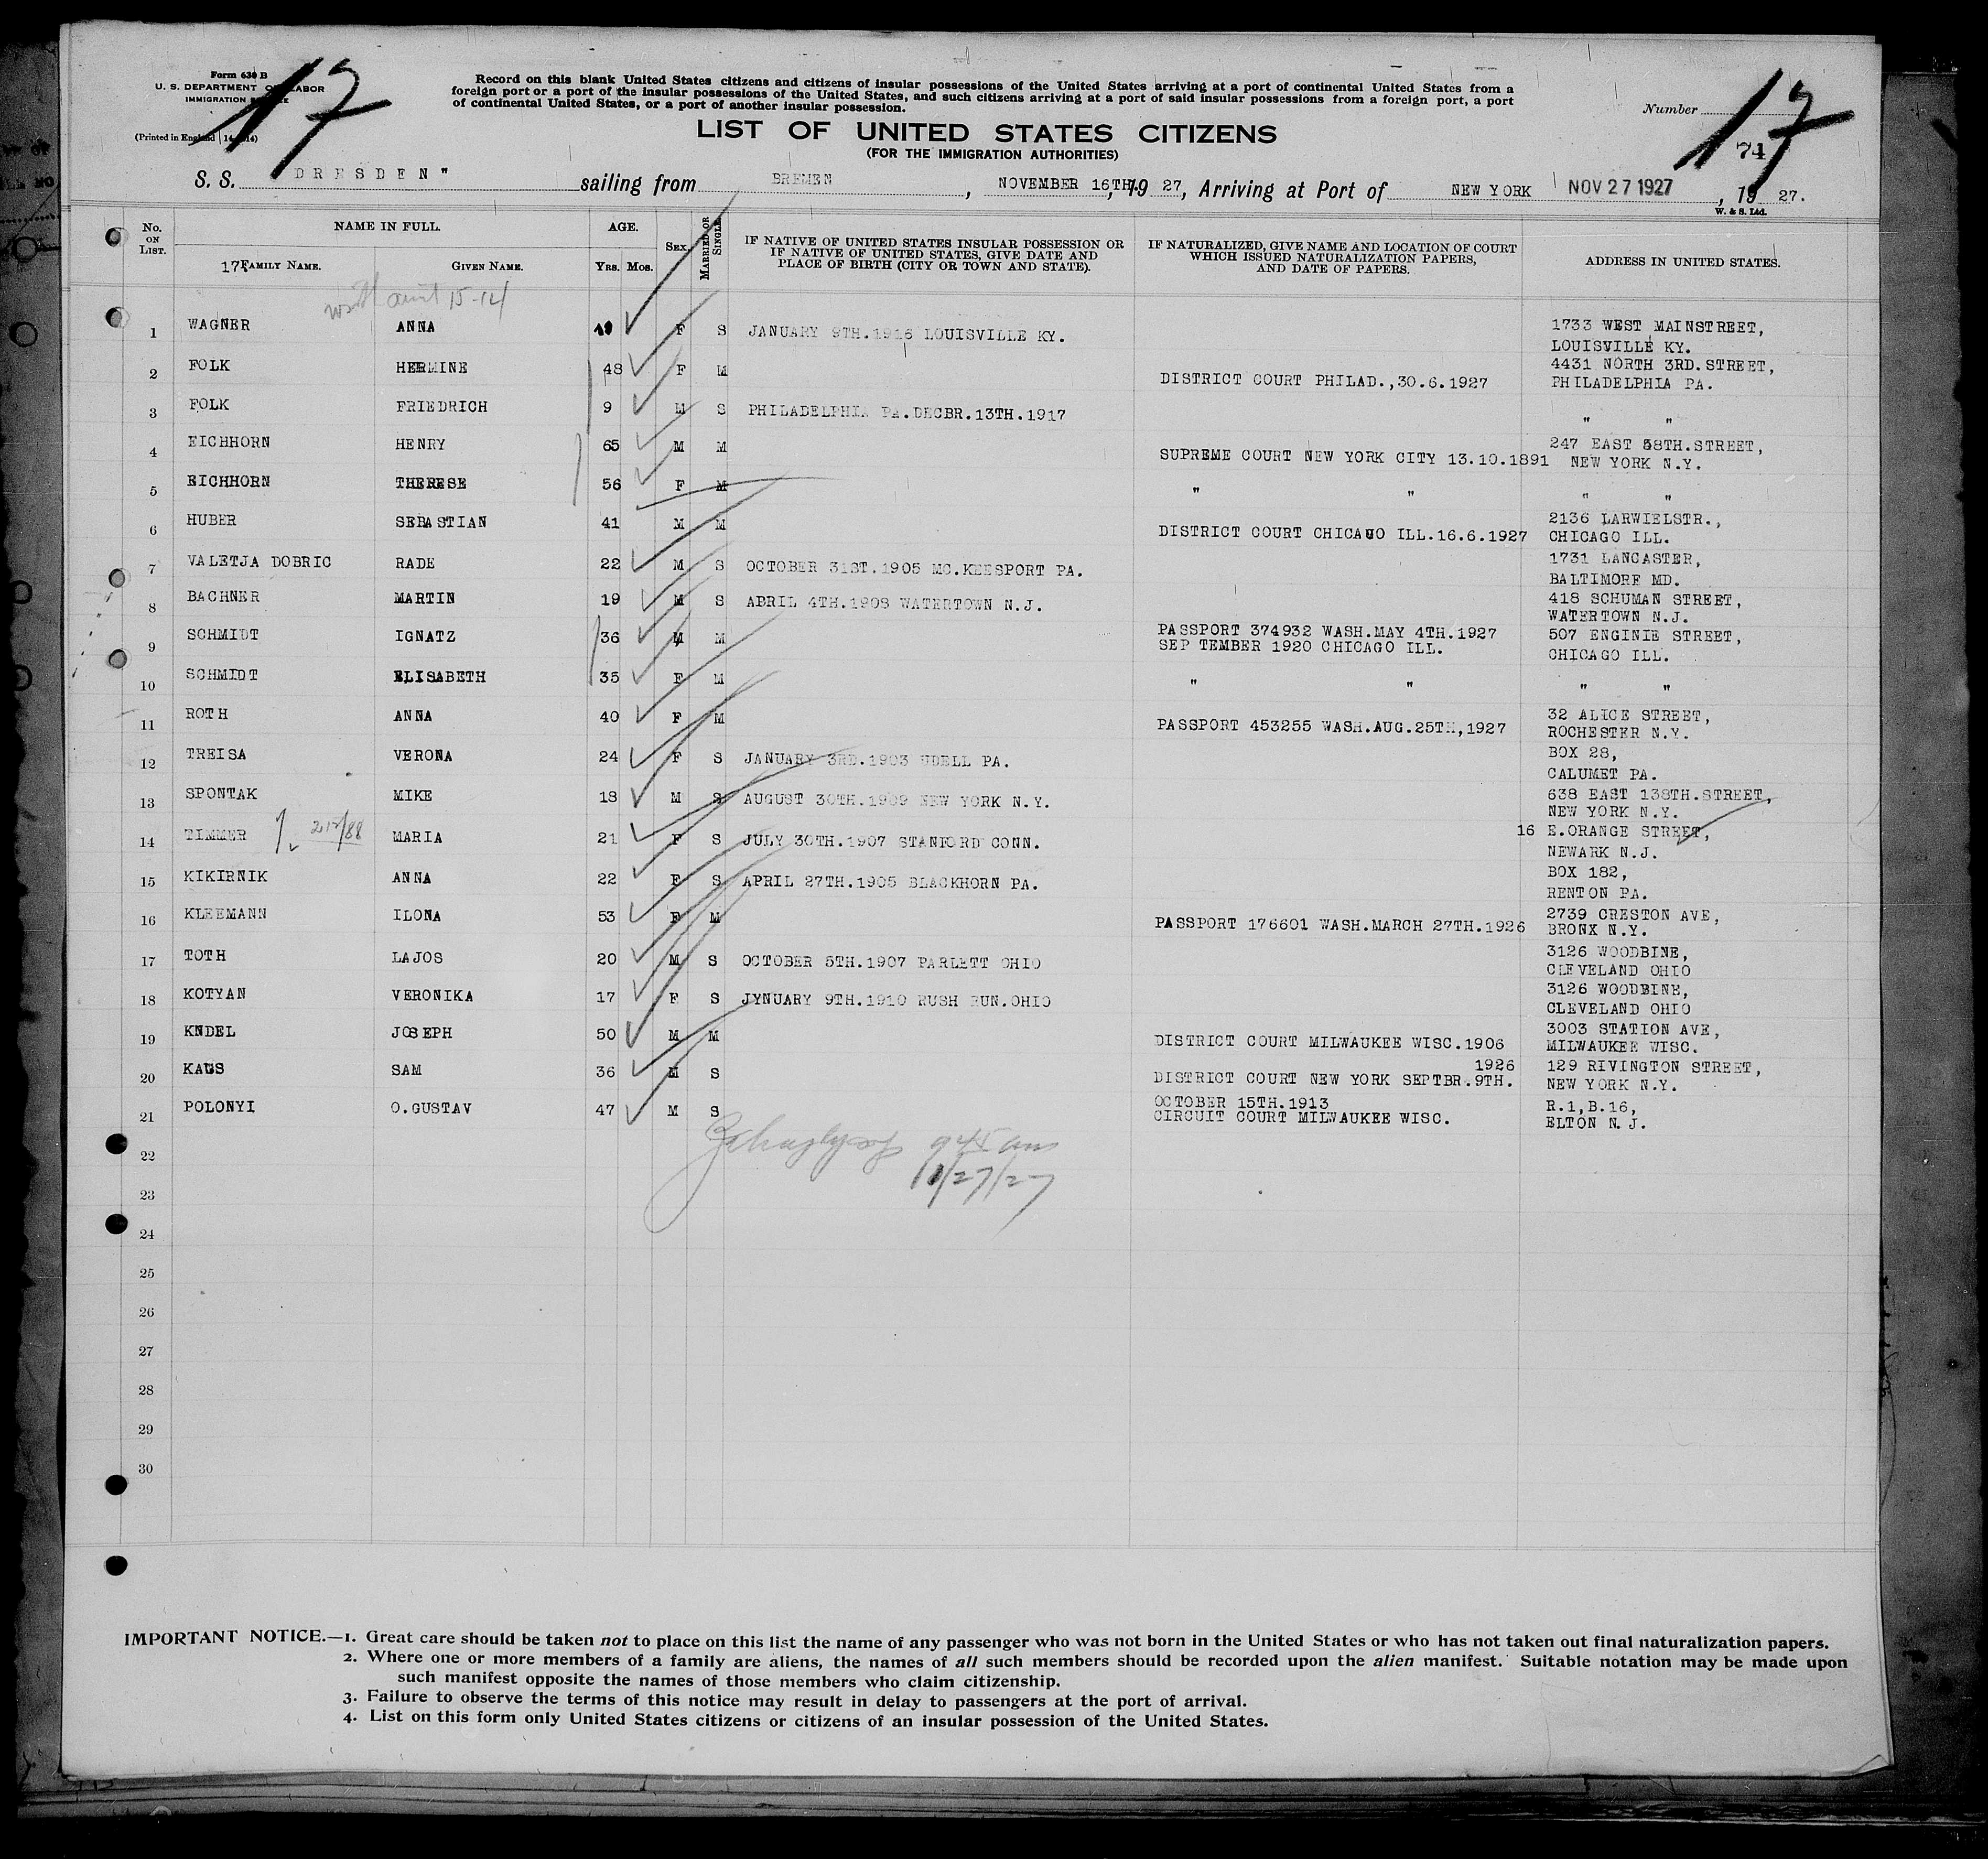 Form 630 B
U. S. DEPARTMENT OF LABOR
IMMIGRATION SERVICE
(Printed in England
17
Record on this blank United States citizens and citizens of insular possessions of the United States arriving at a port of continental United States from a
foreign port or a port of the insular possessions of the United States, and such citizens arriving at a port of said insular possessions from a foreign port, a port
of continental United States, or a port of another insular possession.
Number
17
74
LIST OF UNITED STATES CITIZENS
(FOR THE IMMIGRATION AUTHORITIES)
S. S. DRESDEN" sailing from BREMEN, NOVEMBER 16TH, 19 27, Arriving at Port of NEW YORK NOV 27 1927, 19 27.
W. & S. Ltd.
No. ON LIST. NAME IN FULL. AGE. SEX. MARRIED OR SINGLE. IF NATIVE OF UNITED STATES INSULAR POSSESSION OR IF NATIVE OF UNITED STATES, GIVE DATE AND PLACE OF BIRTH (CITY OR TOWN AND STATE). IF NATURALIZED, GIVE NAME AND LOCATION OF COURT WHICH ISSUED NATURALIZATION PAPERS, AND DATE OF PAPERS. ADDRESS IN UNITED STATES.
17. FAMILY NAME. GIVEN NAME. YRS. MOS.
with aunt 15-14
1 WAGNER ANNA F S JANUARY 9TH.1916 LOUISVILLE KY. 1733 WEST MAINSTREET,
LOUISVILLE KY.
2 FOLK HERMINE 48 F M DISTRICT COURT PHILAD.,30.6.1927 4431 NORTH 3RD.STREET,
PHILADELPHIA PA.
3 FOLK FRIEDRICH 9 M S PHILADELPHIA PA.DECBR.13TH.1917 " "
4 EICHHORN HENRY 65 M M SUPREME COURT NEW YORK CITY 13.10.1891 247 EAST 38TH.STREET,
NEW YORK N.Y.
5 EICHHORN THERESE 56 F M " " " "
6 HUBER SEBASTIAN 41 M M DISTRICT COURT CHICAGO ILL.16.6.1927 2136 LARWIELSTR.,
CHICAGO ILL.
7 VALETJA DOBRIC RADE 22 M S OCTOBER 31ST.1905 MC.KEESPORT PA. 1731 LANCASTER,
BALTIMORE MD.
8 BACHNER MARTIN 19 M S APRIL 4TH.1908 WATERTOWN N.J. 418 SCHUMAN STREET,
WATERTOWN N.J.
9 SCHMIDT IGNATZ 36 M M PASSPORT 374932 WASH.MAY 4TH.1927 507 ENGINIE STREET,
SEP TEMBER 1920 CHICAGO ILL. CHICAGO ILL.
10 SCHMIDT ELISABETH 35 F M " " " "
11 ROTH ANNA 40 F M PASSPORT 453255 WASH.AUG.25TH,1927 32 ALICE STREET,
ROCHESTER N.Y.
12 TREISA VERONA 24 F S JANUARY 3RD.1903 UDELL PA. BOX 28,
CALUMET PA.
13 SPONTAK MIKE 18 M S AUGUST 30TH.1909 NEW YORK N.Y. 638 EAST 138TH.STREET,
NEW YORK N.Y.
14 TIMMER MARIA 21 F S JULY 30TH.1907 STANFORD CONN. 16 E.ORANGE STREET,
NEWARK N.J.
15 KIKIRNIK ANNA 22 F S APRIL 27TH.1905 BLACKHORN PA. BOX 182,
RENTON PA.
16 KLEEMANN ILONA 53 F M PASSPORT 176601 WASH.MARCH 27TH.1926 2739 CRESTON AVE,
BRONX N.Y.
17 TOTH LAJOS 20 M S OCTOBER 5TH.1907 PARLETT OHIO 3126 WOODBINE,
CLEVELAND OHIO
18 KOTYAN VERONIKA 17 F S JYNUARY 9TH.1910 RUSH RUN.OHIO 3126 WOODBINE,
CLEVELAND OHIO
19 KNDEL JOSEPH 50 M M DISTRICT COURT MILWAUKEE WISC.1906 3003 STATION AVE,
MILWAUKEE WISC.
20 KAUS SAM 36 M S 1926 129 RIVINGTON STREET,
DISTRICT COURT NEW YORK SEPTBR.9TH. NEW YORK N.Y.
21 POLONYI O.GUSTAV 47 M S OCTOBER 15TH.1913 R.1,B.16,
CIRCUIT COURT MILWAUKEE WISC. ELTON N.J.
22
945 am
11/27/27
23
24
25
26
27
28
29
30
IMPORTANT NOTICE.—1. Great care should be taken not to place on this list the name of any passenger who was not born in the United States or who has not taken out final naturalization papers.
2. Where one or more members of a family are aliens, the names of all such members should be recorded upon the alien manifest. Suitable notation may be made upon
such manifest opposite the names of those members who claim citizenship.
3. Failure to observe the terms of this notice may result in delay to passengers at the port of arrival.
4. List on this form only United States citizens or citizens of an insular possession of the United States.